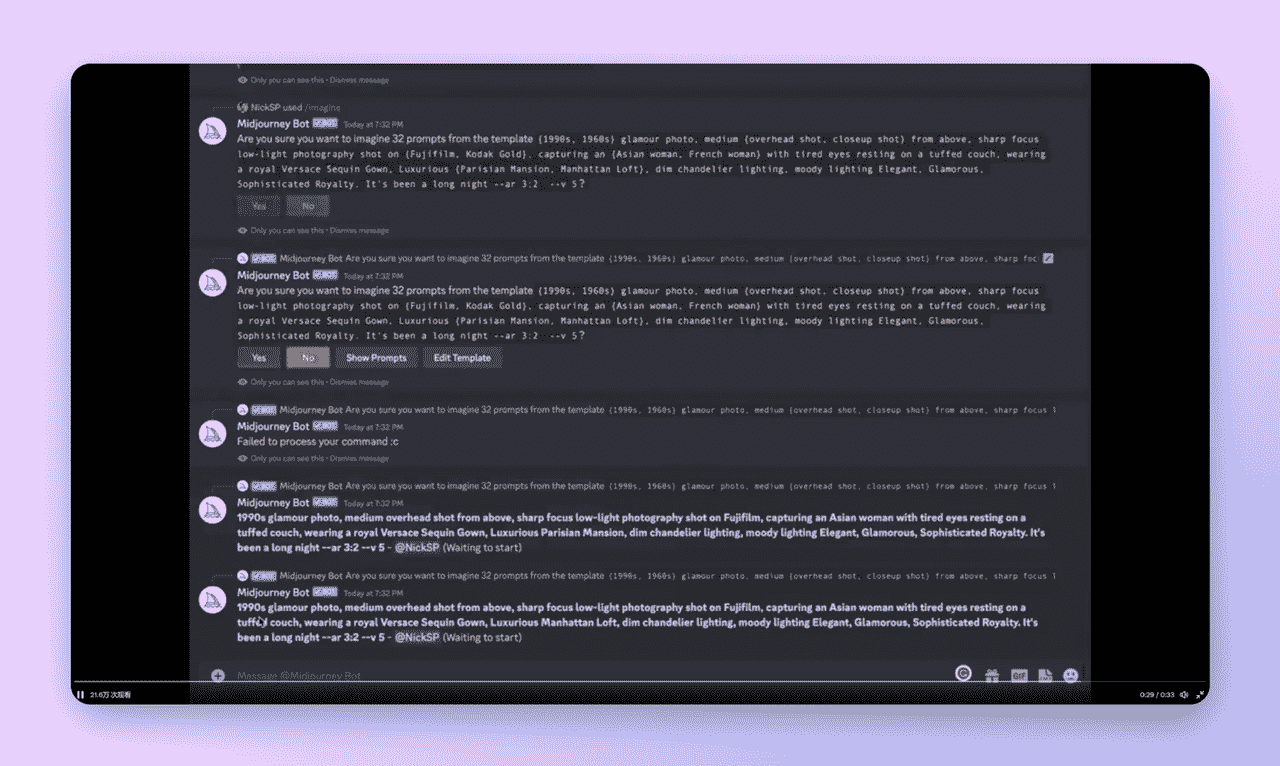 Only you can see this • Dismiss message
NickSP used /imagine
Midjourney Bot Today at 7:32 PM
Are you sure you want to imagine 32 prompts from the template {1990s, 1960s} glamour photo, medium {overhead shot, closeup shot} from above, sharp focus
low-light photography shot on {Fujifilm, Kodak Gold}, capturing an {Asian woman, French woman} with tired eyes resting on a tuffed couch, wearing
a royal Versace Sequin Gown, Luxurious {Parisian Mansion, Manhattan Loft}, dim chandelier lighting, moody lighting Elegant, Glamorous,
Sophisticated Royalty. It's been a long night --ar 3:2 --v 5?
Yes No
Only you can see this • Dismiss message
Midjourney Bot Are you sure you want to imagine 32 prompts from the template {1990s, 1960s} glamour photo, medium {overhead shot, closeup shot} from above, sharp foc
Midjourney Bot Today at 7:32 PM
Are you sure you want to imagine 32 prompts from the template {1990s, 1960s} glamour photo, medium {overhead shot, closeup shot} from above, sharp focus
low-light photography shot on {Fujifilm, Kodak Gold}, capturing an {Asian woman, French woman} with tired eyes resting on a tuffed couch, wearing
a royal Versace Sequin Gown, Luxurious {Parisian Mansion, Manhattan Loft}, dim chandelier lighting, moody lighting Elegant, Glamorous,
Sophisticated Royalty. It's been a long night --ar 3:2 --v 5?
Yes No Show Prompts Edit Template
Only you can see this • Dismiss message
Midjourney Bot Are you sure you want to imagine 32 prompts from the template {1990s, 1960s} glamour photo, medium {overhead shot, closeup shot} from above, sharp focus l
Midjourney Bot Today at 7:32 PM
Failed to process your command :c
Only you can see this • Dismiss message
Midjourney Bot Are you sure you want to imagine 32 prompts from the template {1990s, 1960s} glamour photo, medium {overhead shot, closeup shot} from above, sharp focus l
Midjourney Bot Today at 7:32 PM
1990s glamour photo, medium overhead shot from above, sharp focus low-light photography shot on Fujifilm, capturing an Asian woman with tired eyes resting on a
tuffed couch, wearing a royal Versace Sequin Gown, Luxurious Parisian Mansion, dim chandelier lighting, moody lighting Elegant, Glamorous, Sophisticated Royalty. It's
been a long night --ar 3:2 --v 5 - @NickSP (Waiting to start)
Midjourney Bot Are you sure you want to imagine 32 prompts from the template {1990s, 1960s} glamour photo, medium {overhead shot, closeup shot} from above, sharp focus l
Midjourney Bot Today at 7:32 PM
1990s glamour photo, medium overhead shot from above, sharp focus low-light photography shot on Fujifilm, capturing an Asian woman with tired eyes resting on a
tuffed couch, wearing a royal Versace Sequin Gown, Luxurious Manhattan Loft, dim chandelier lighting, moody lighting Elegant, Glamorous, Sophisticated Royalty. It's
been a long night --ar 3:2 --v 5 - @NickSP (Waiting to start)
Message @Midjourney Bot
GIF
21.6万 次观看
0:29 / 0:33